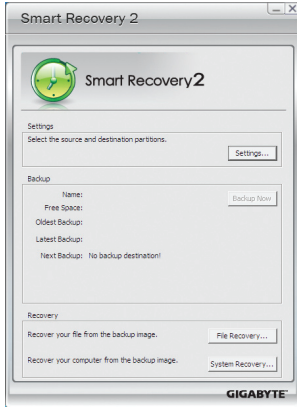 Smart Recovery 2
Smart Recovery2
Settings
Select the source and destination partitions.
Settings...
Backup
Name:
Backup Now
Free Space:
Oldest Backup:
Latest Backup:
Next Backup: No backup destination!
Recovery
Recover your file from the backup image.
File Recovery...
Recover your computer from the backup image.
System Recovery...
GIGABYTE